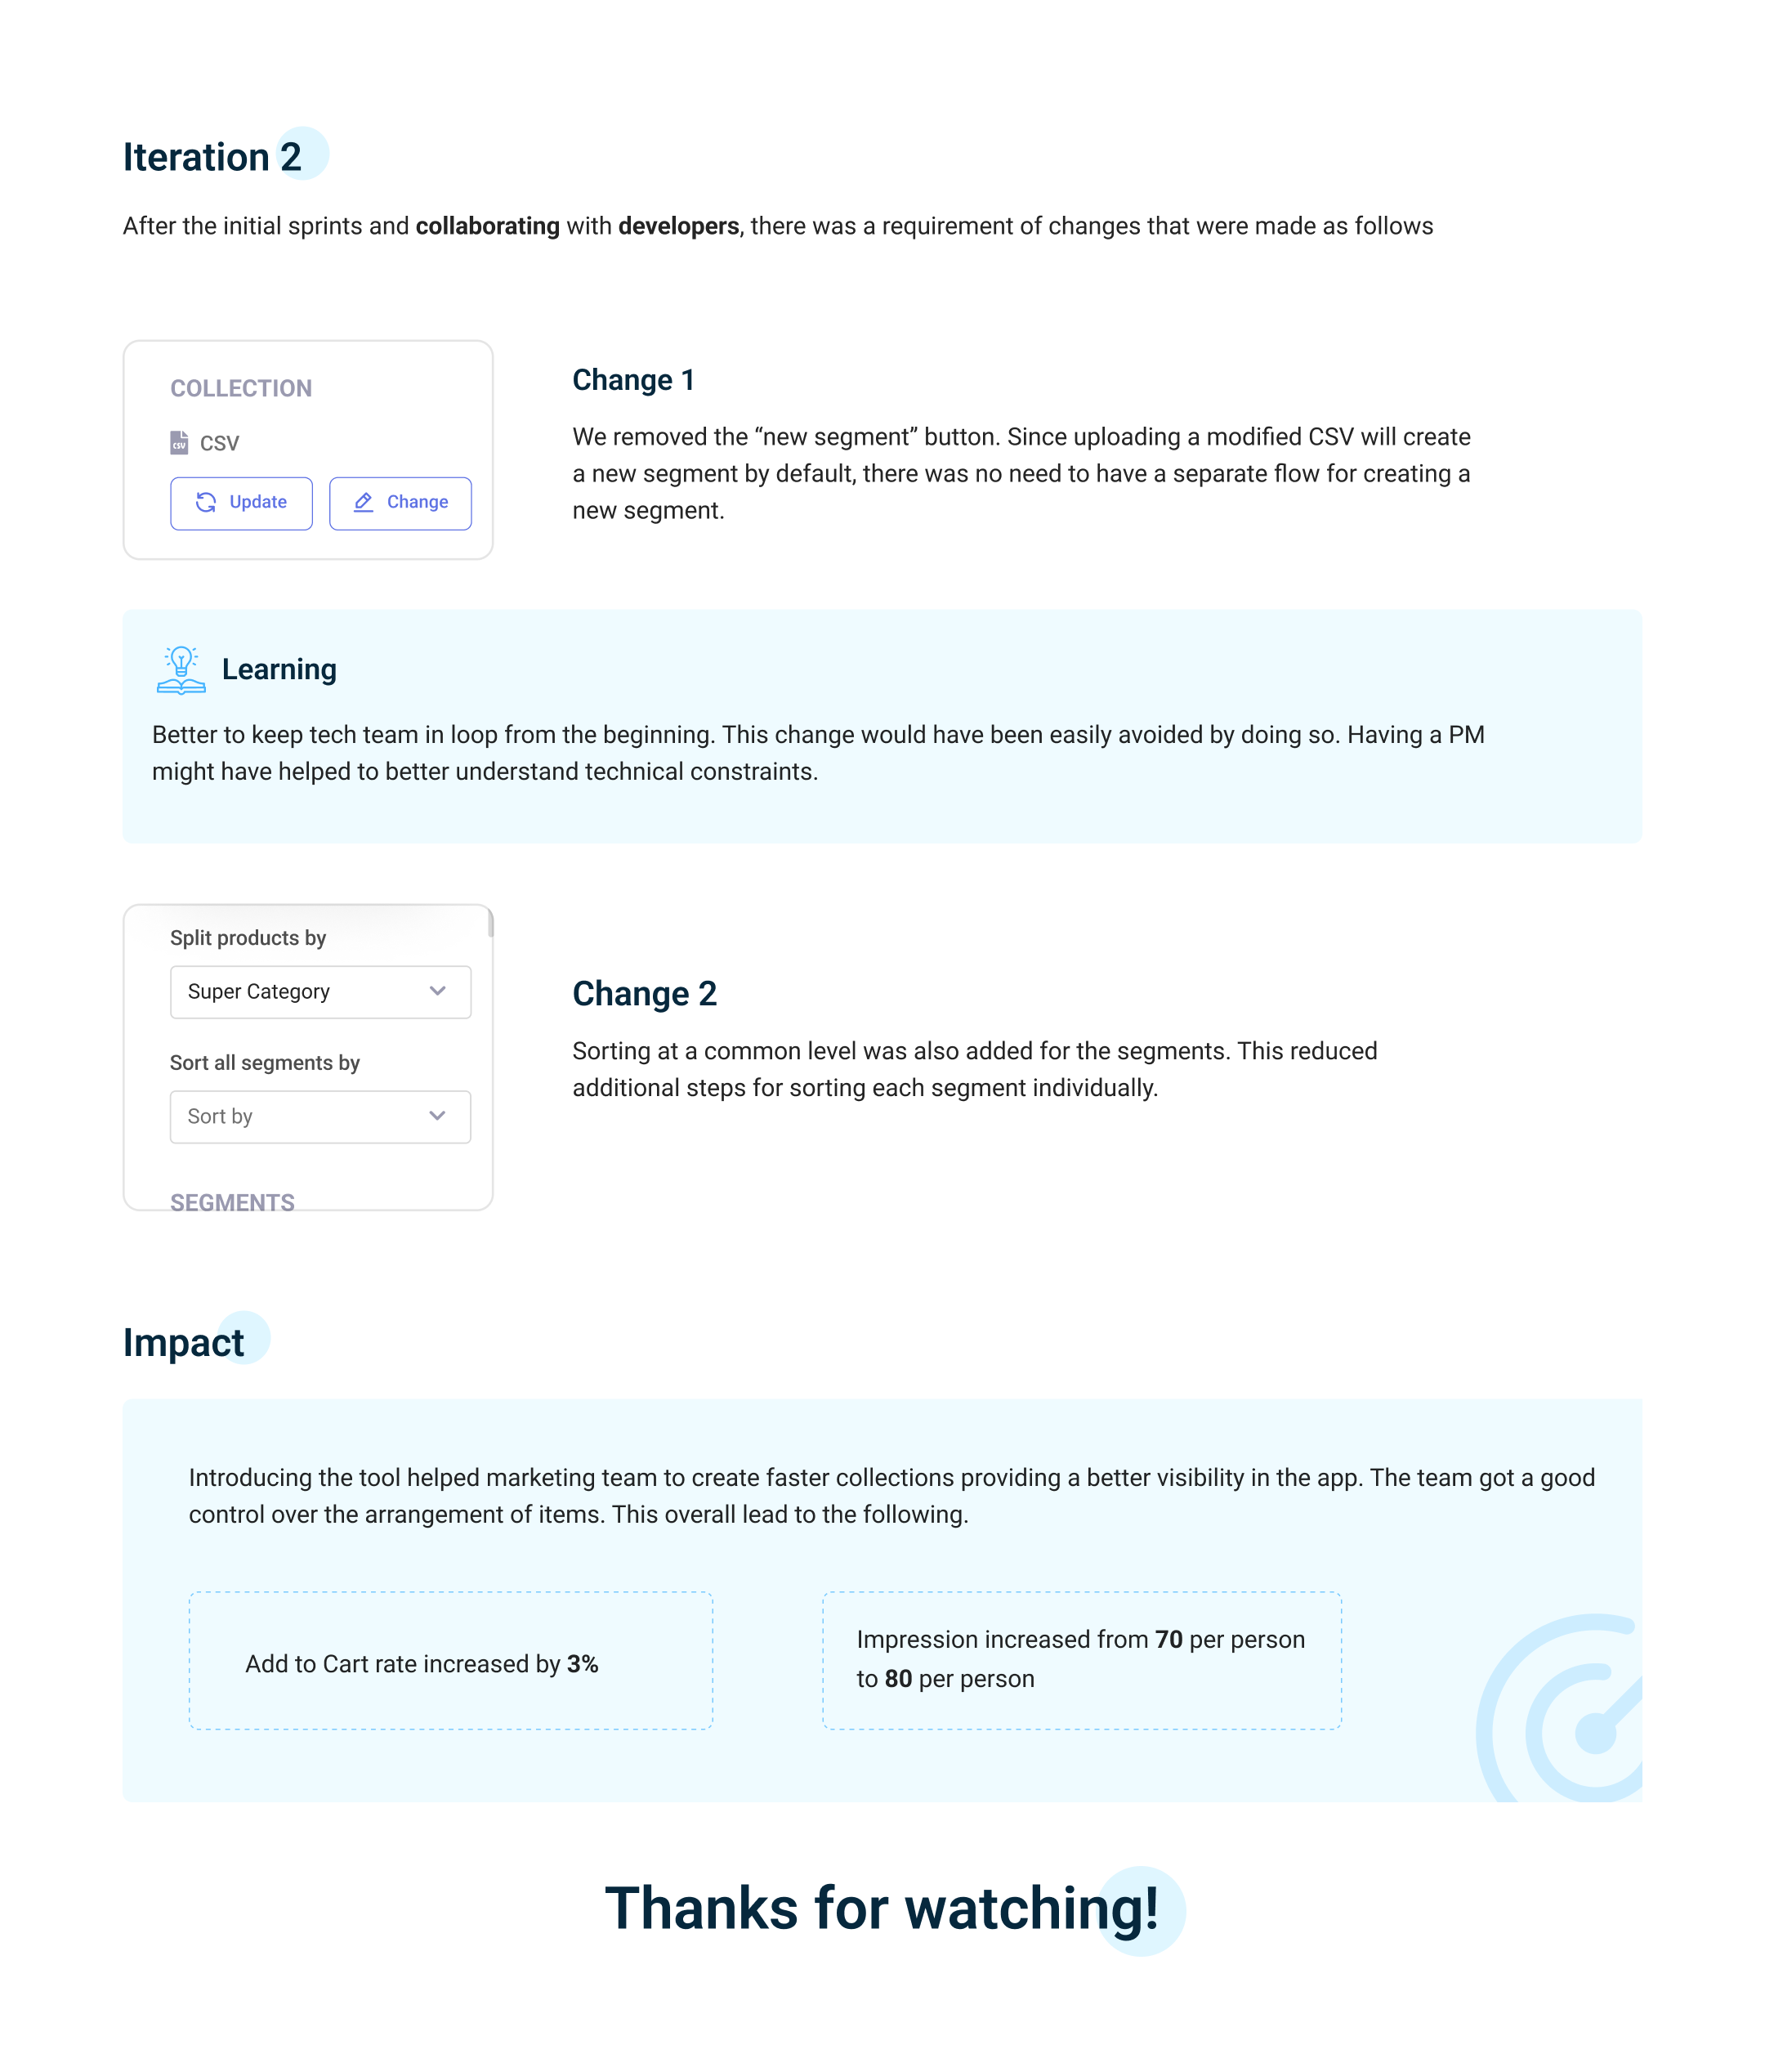 Iteration 2
After the initial sprints and collaborating with developers, there was a requirement of changes that were made as follows
COLLECTION
CSV
CSV
Update
Change
Change 1
We removed the “new segment” button. Since uploading a modified CSV will create
a new segment by default, there was no need to have a separate flow for creating a
new segment.
Learning
Better to keep tech team in loop from the beginning. This change would have been easily avoided by doing so. Having a PM
might have helped to better understand technical constraints.
Split products by
Super Category
Sort all segments by
Sort by
SEGMENTS
Change 2
Sorting at a common level was also added for the segments. This reduced
additional steps for sorting each segment individually.
Impact
Introducing the tool helped marketing team to create faster collections providing a better visibility in the app. The team got a good
control over the arrangement of items. This overall lead to the following.
Add to Cart rate increased by 3%
Impression increased from 70 per person
to 80 per person
Thanks for watching!